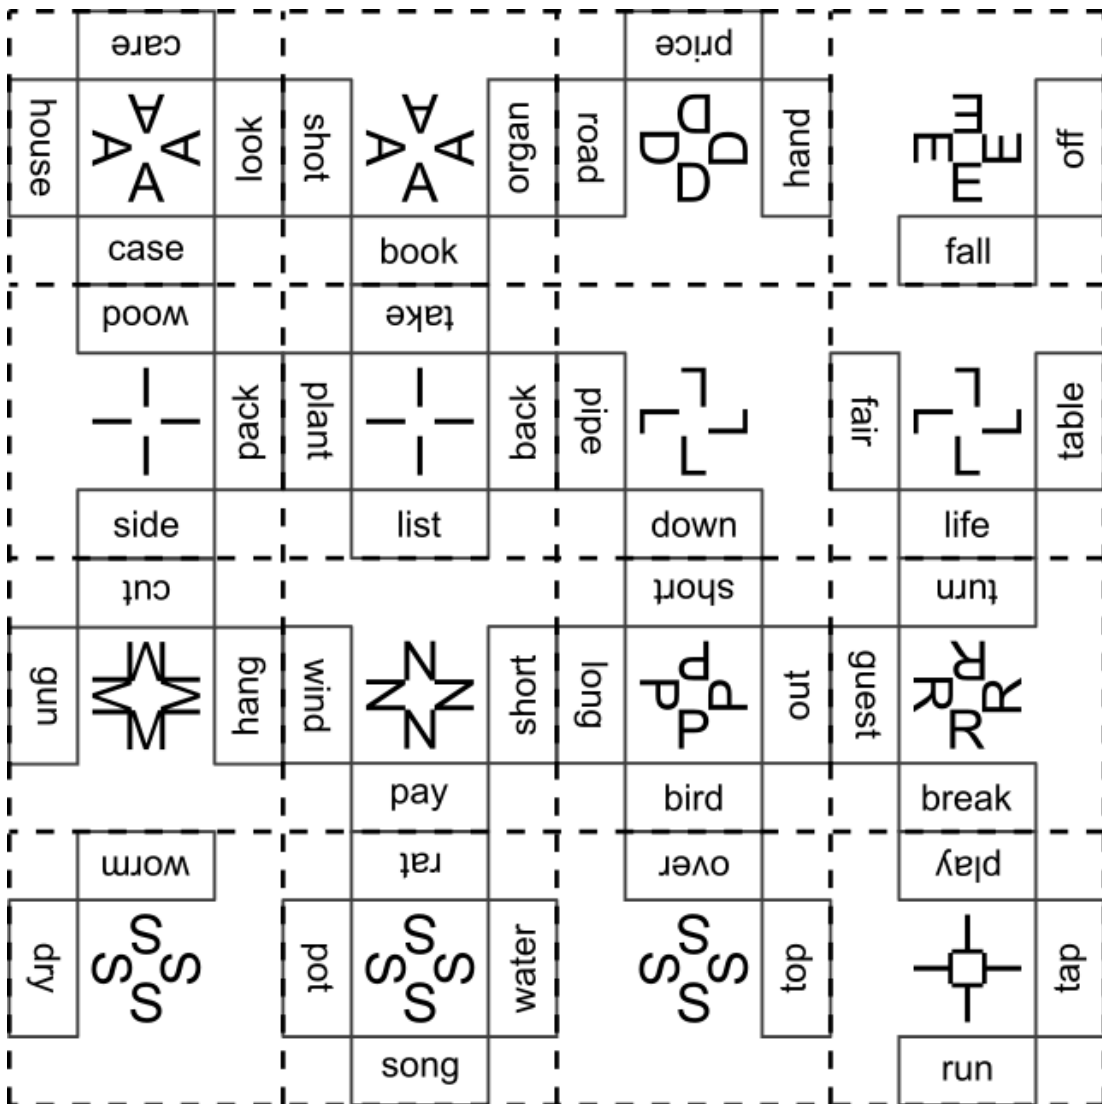 care price
A A D E
house A A look shot A A organ road D D hand E E off
A A D E
case book fall
wood take
I I L L
I I pack plant I I back pipe L L fair L L table
I I L L
side list down life
cut short turn
M N P R
gun M M hang wind N N short long P P out guest R R
M N P R
pay bird break
worm rat over play
S S S T
dry S S pot S S water S S top T T tap
S S S T
song run